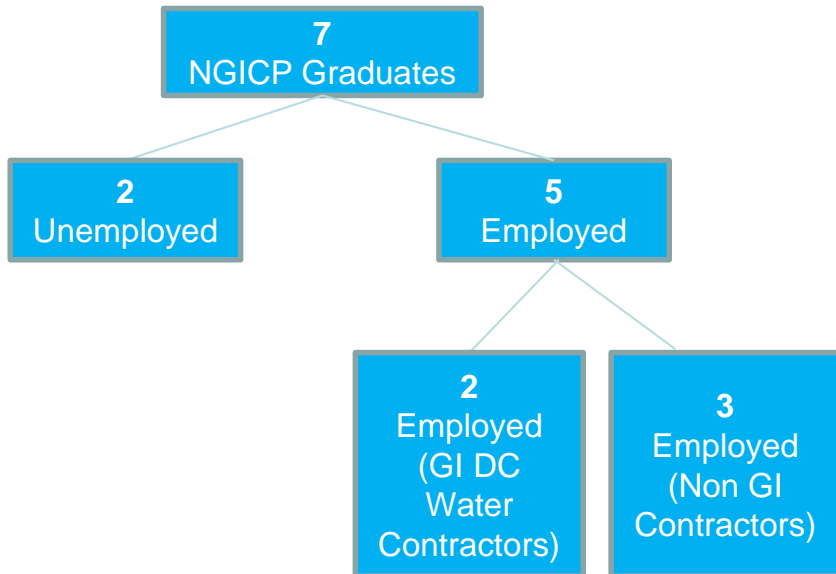 7
NGICP Graduates
2
Unemployed
5
Employed
2
Employed
(GI DC
Water
Contractors)
3
Employed
(Non GI
Contractors)